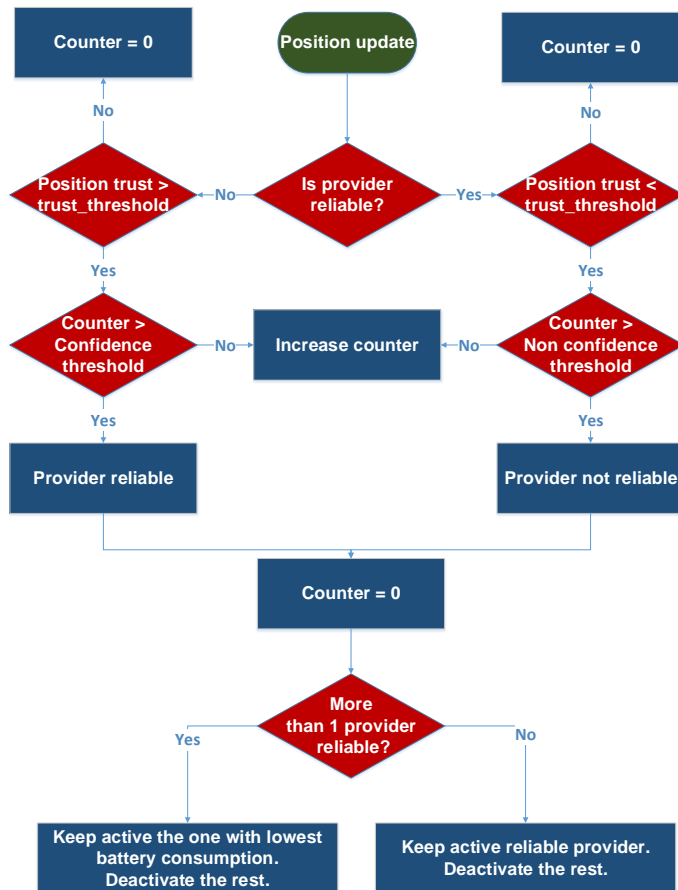 Counter = 0
Position update
Counter = 0
No
No
Position trust >
trust_threshold
No
Is provider
reliable?
Yes
Position trust <
trust_threshold
Yes
Yes
Counter >
Confidence
threshold
No
Increase counter
No
Counter >
Non confidence
threshold
Yes
Yes
Provider reliable
Provider not reliable
Counter = 0
More
than 1 provider
reliable?
Yes
No
Keep active the one with lowest
battery consumption.
Deactivate the rest.
Keep active reliable provider.
Deactivate the rest.